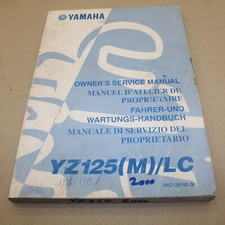 YAMAHA
OWNER'S SERVICE MANUAL
MANUEL D'ATELIER DU
PROPRIETAIRE
FAHRER-UND
WARTUNGS-HANDBUCH
MANUALE DI SERVIZIO DEL
PROPRIETARIO
YZ125(M)/LC
2000